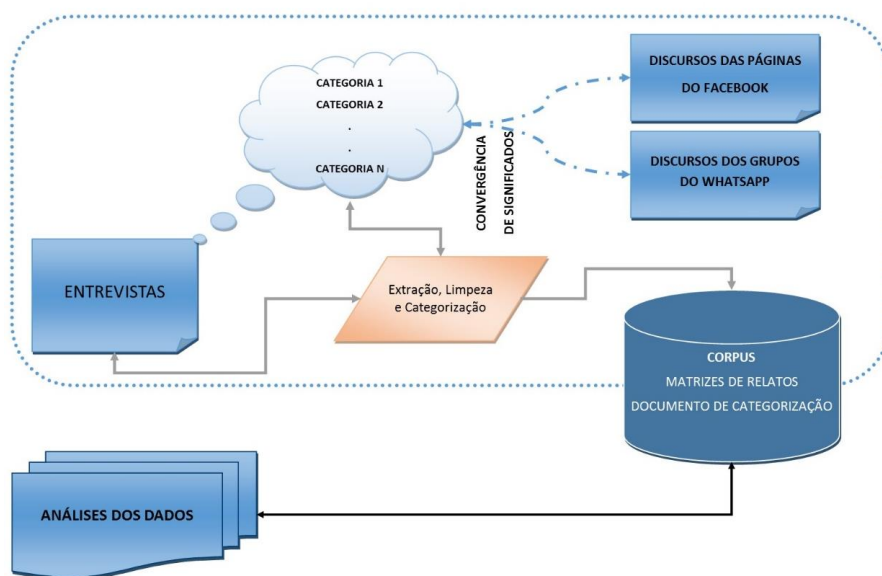 CATEGORIA 1
CATEGORIA 2
.
.
CATEGORIA N
DISCURSOS DAS PÁGINAS
DO FACEBOOK
CONVERGÊNCIA
DE SIGNIFICADOS
DISCURSOS DOS GRUPOS
DO WHATSAPP
ENTREVISTAS
Extração, Limpeza
e Categorização
CORPUS
MATRIZES DE RELATOS
DOCUMENTO DE CATEGORIZAÇÃO
ANÁLISES DOS DADOS